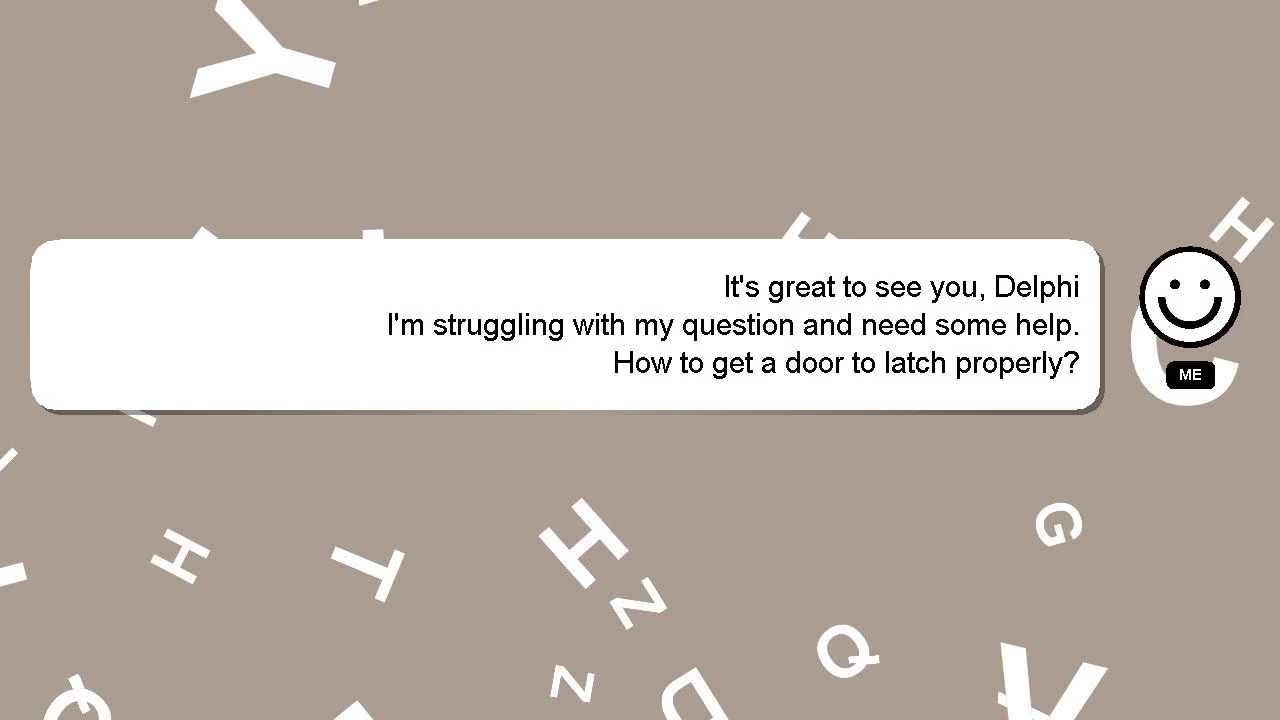 It's great to see you, Delphi
I'm struggling with my question and need some help.
How to get a door to latch properly?
ME
Y
H
C
H
T
H
Z
G
Q
Z
D
Y
Q